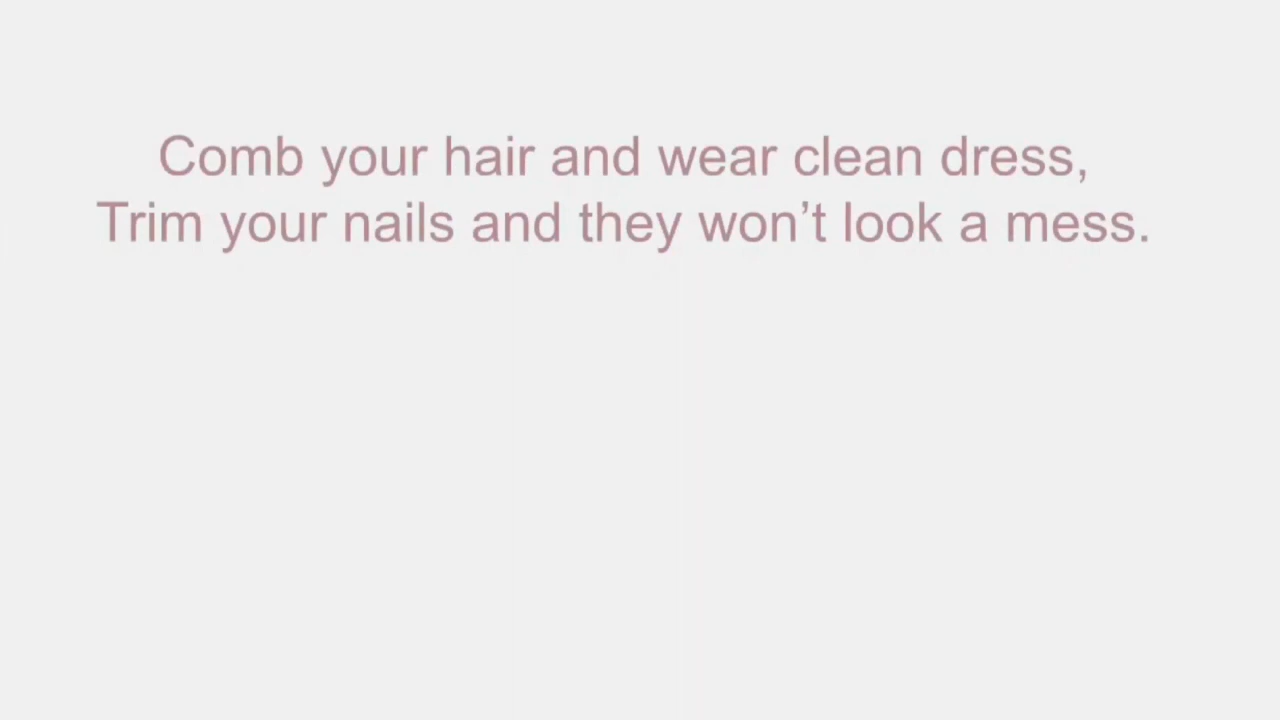 Comb your hair and wear clean dress,
Trim your nails and they won’t look a mess.